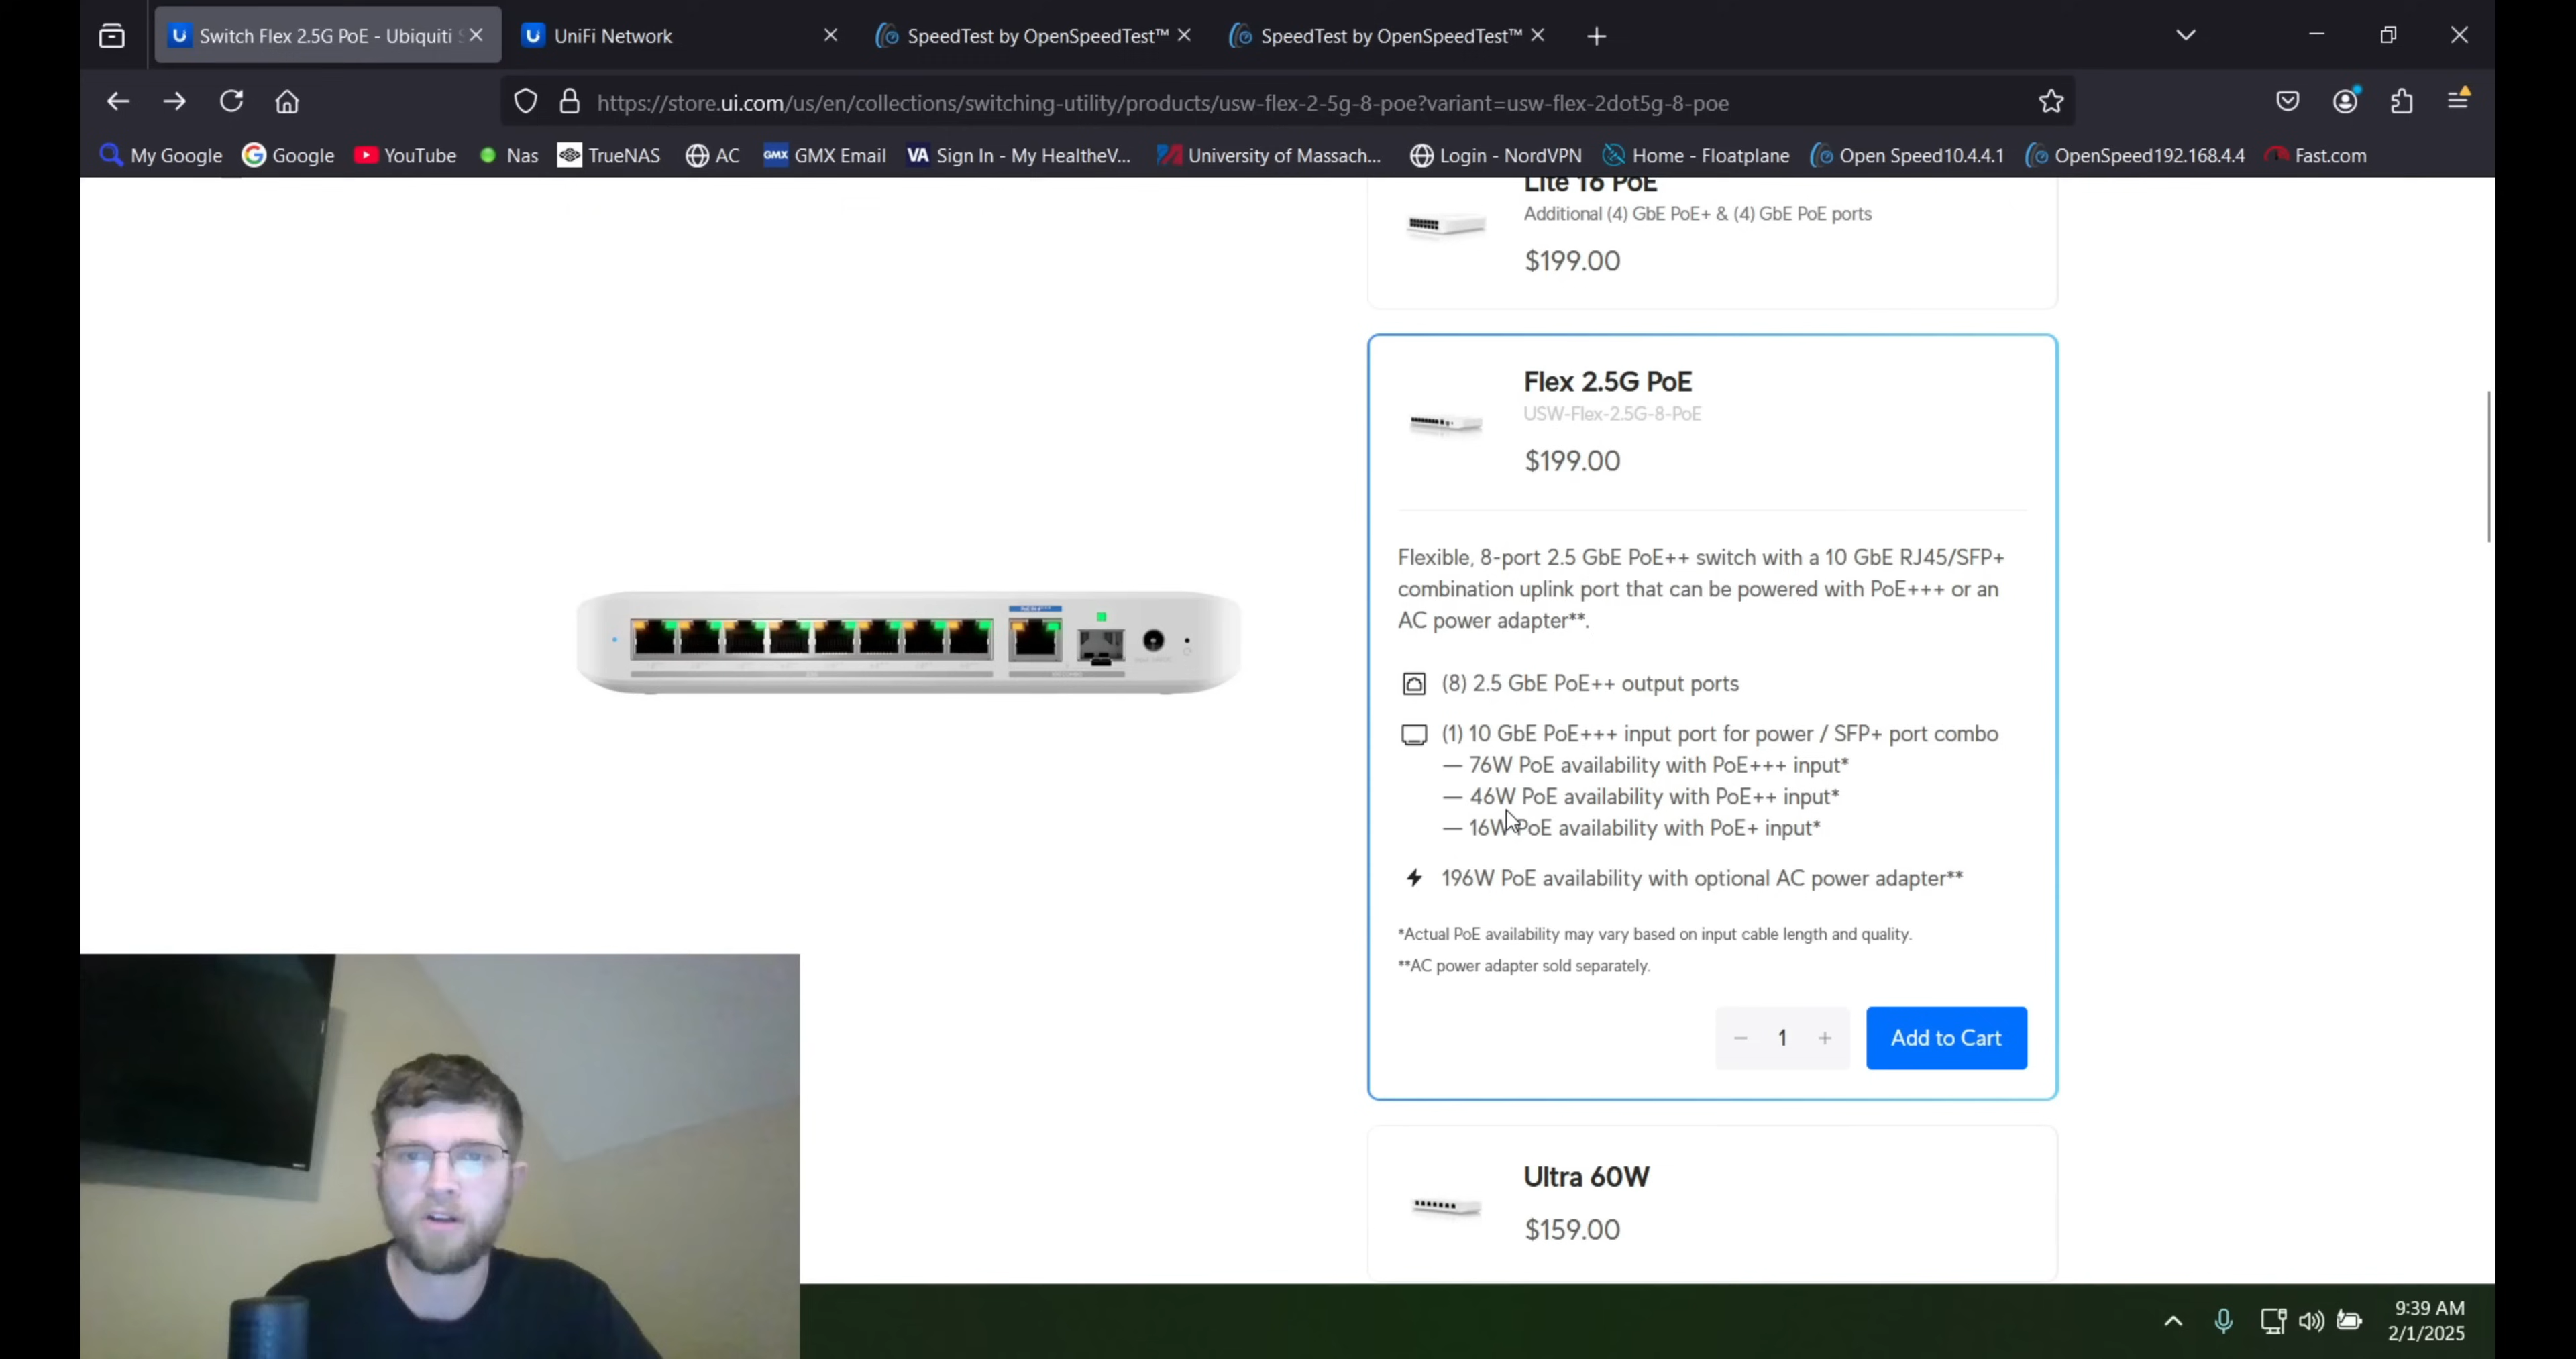 Switch Flex 2.5G PoE - Ubiquiti S
UniFi Network
SpeedTest by OpenSpeedTest™
SpeedTest by OpenSpeedTest™
https://store.ui.com/us/en/collections/switching-utility/products/usw-flex-2-5g-8-poe?variant=usw-flex-2dot5g-8-poe
My Google
Google
YouTube
Nas
TrueNAS
AC
GMX
GMX Email
VA
Sign In - My HealtheV...
University of Massach...
Login - NordVPN
Home - Floatplane
Open Speed10.4.4.1
OpenSpeed192.168.4.4
Fast.com
Lite 16 PoE
Additional (4) GbE PoE+ & (4) GbE PoE ports
$199.00
Flex 2.5G PoE
USW-Flex-2.5G-8-PoE
$199.00
Flexible, 8-port 2.5 GbE PoE++ switch with a 10 GbE RJ45/SFP+
combination uplink port that can be powered with PoE+++ or an
AC power adapter**.
(8) 2.5 GbE PoE++ output ports
(1) 10 GbE PoE+++ input port for power / SFP+ port combo
— 76W PoE availability with PoE+++ input*
— 46W PoE availability with PoE++ input*
— 16W PoE availability with PoE+ input*
196W PoE availability with optional AC power adapter**
*Actual PoE availability may vary based on input cable length and quality.
**AC power adapter sold separately.
− 1 +
Add to Cart
Ultra 60W
$159.00
9:39 AM
2/1/2025